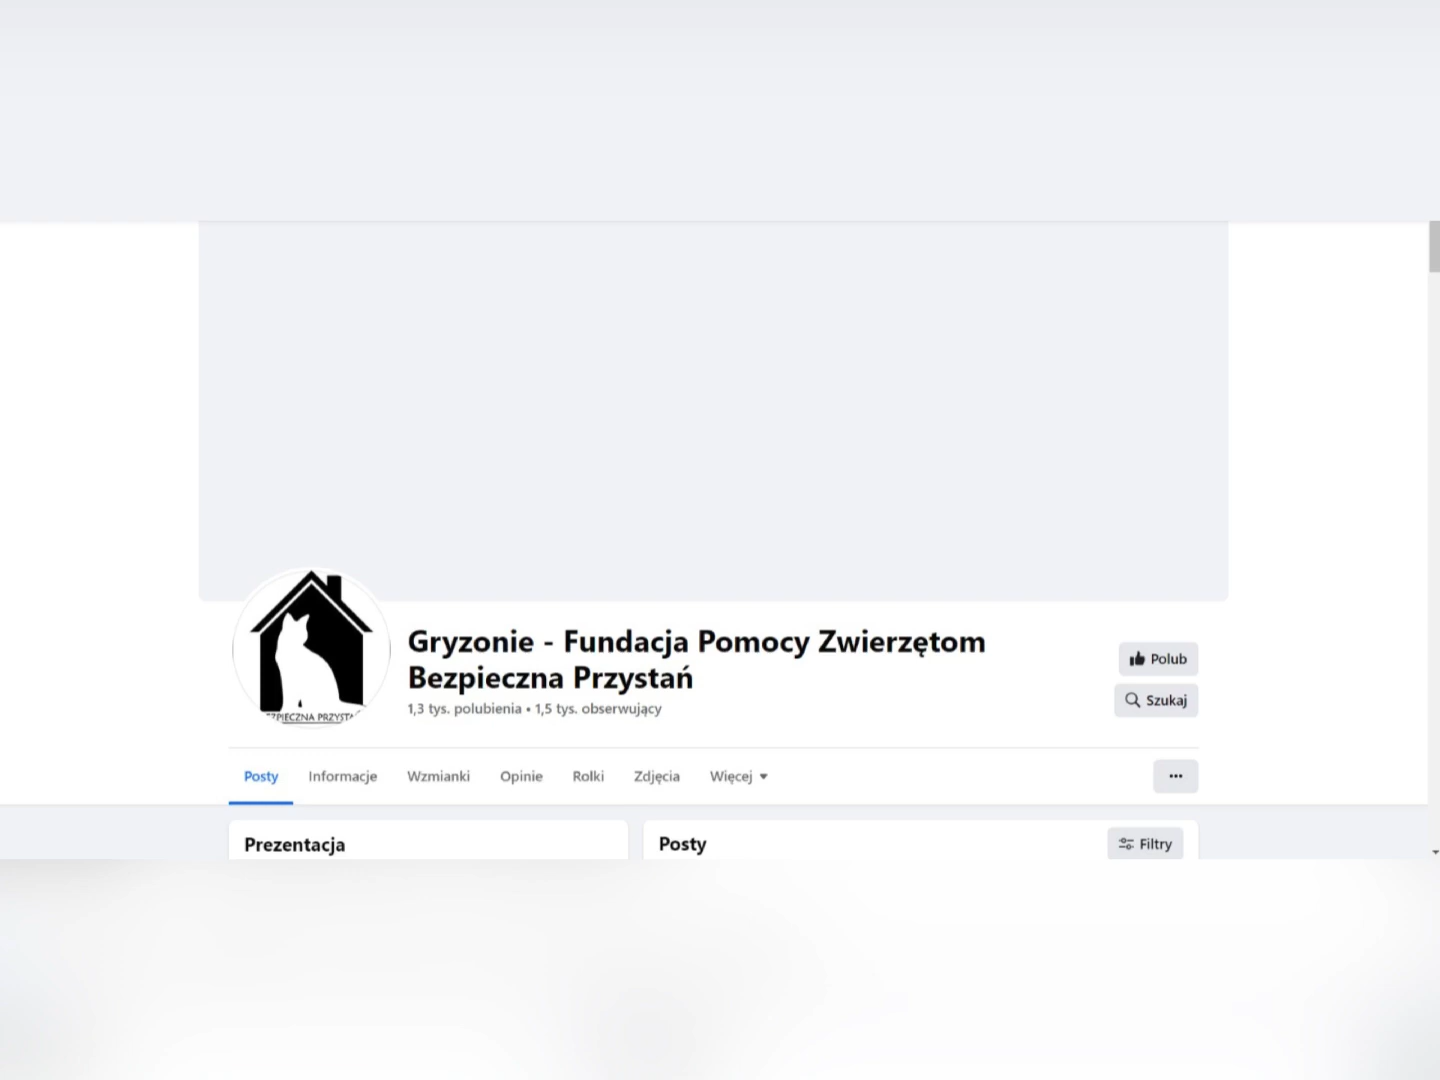 Gryzonie - Fundacja Pomocy Zwierzętom
Bezpieczna Przystań
1,3 tys. polubienia • 1,5 tys. obserwujący
Polub
Szukaj
Posty Informacje Wzmianki Opinie Rolki Zdjęcia Więcej
Prezentacja
Posty
Filtry